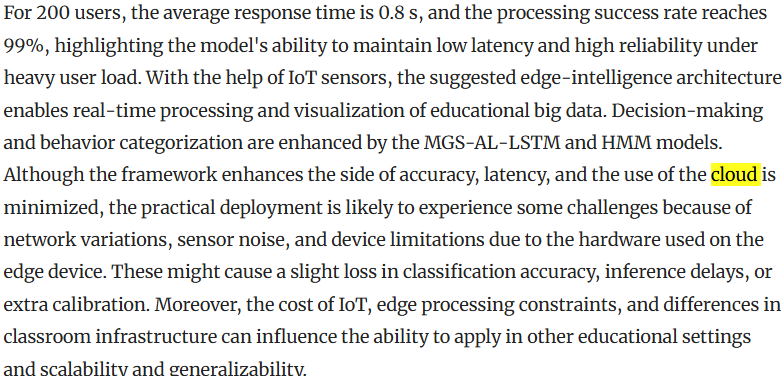 For 200 users, the average response time is 0.8 s, and the processing success rate reaches
99%, highlighting the model's ability to maintain low latency and high reliability under
heavy user load. With the help of IoT sensors, the suggested edge-intelligence architecture
enables real-time processing and visualization of educational big data. Decision-making
and behavior categorization are enhanced by the MGS-AL-LSTM and HMM models.
Although the framework enhances the side of accuracy, latency, and the use of the cloud is
minimized, the practical deployment is likely to experience some challenges because of
network variations, sensor noise, and device limitations due to the hardware used on the
edge device. These might cause a slight loss in classification accuracy, inference delays, or
extra calibration. Moreover, the cost of IoT, edge processing constraints, and differences in
classroom infrastructure can influence the ability to apply in other educational settings
and scalability and generalizability.